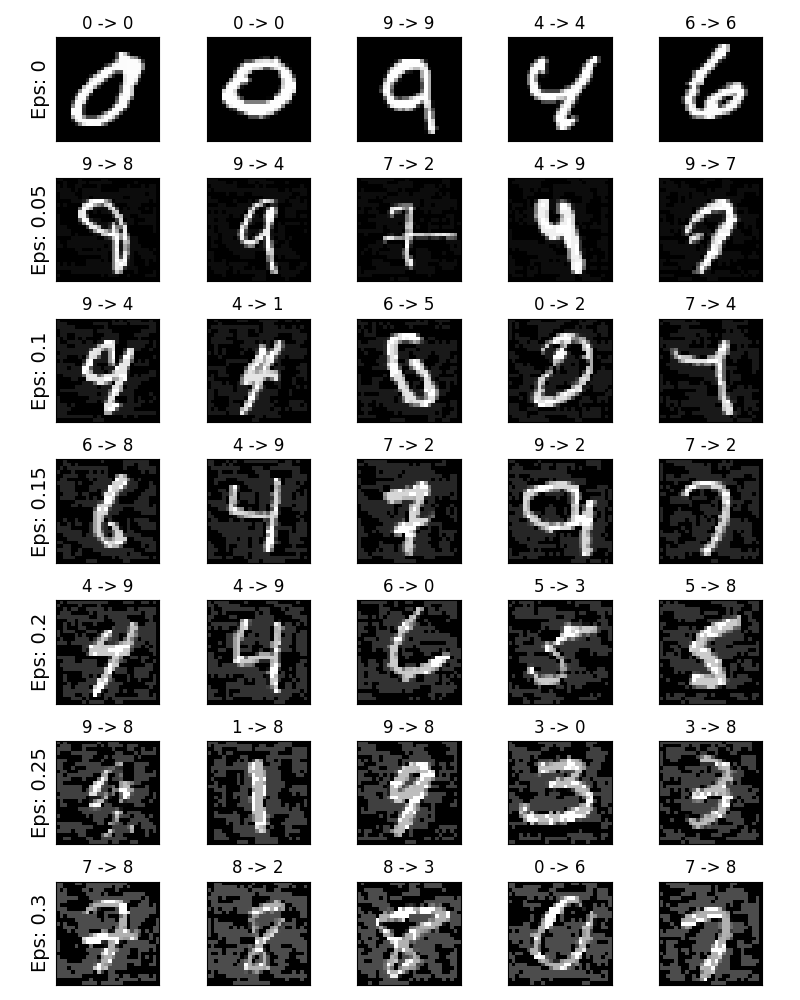 0 -> 0 0 -> 0 9 -> 9 4 -> 4 6 -> 6
Eps: 0
9 -> 8 9 -> 4 7 -> 2 4 -> 9 9 -> 7
Eps: 0.05
9 -> 4 4 -> 1 6 -> 5 0 -> 2 7 -> 4
Eps: 0.1
6 -> 8 4 -> 9 7 -> 2 9 -> 2 7 -> 2
Eps: 0.15
4 -> 9 4 -> 9 6 -> 0 5 -> 3 5 -> 8
Eps: 0.2
9 -> 8 1 -> 8 9 -> 8 3 -> 0 3 -> 8
Eps: 0.25
7 -> 8 8 -> 2 8 -> 3 0 -> 6 7 -> 8
Eps: 0.3